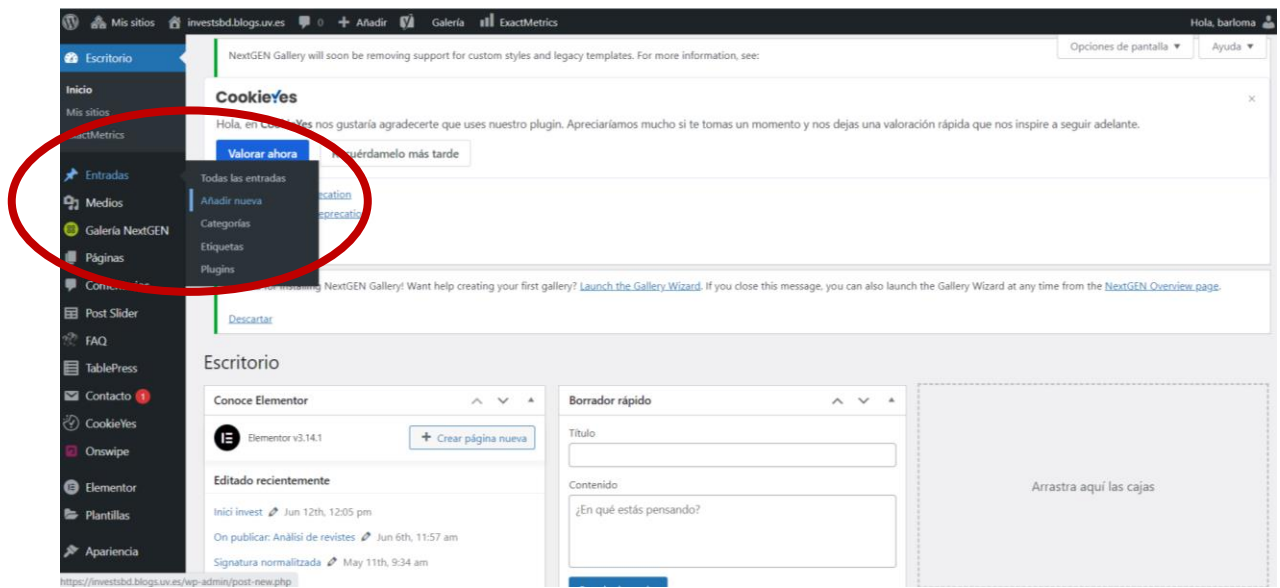 Mis sitios investsbd.blogs.uv.es 0 + Añadir Galería ExactMetrics Hola, barloma
Opciones de pantalla ▼ Ayuda ▼
Escritorio
Inicio
Mis sitios
Entradas
Medios
Galería NextGEN
Páginas
Post Slider
FAQ
TablePress
Contacto 1
CookieYes
Onswipe
Elementor
Plantillas
Apariencia
Todas las entradas
Añadir nueva
Categorías
Etiquetas
Plugins
NextGEN Gallery will soon be removing support for custom styles and legacy templates. For more information, see:
CookieYes
Hola, en CookieYes nos gustaría agradecerte que uses nuestro plugin. Apreciaríamos mucho si te tomas un momento y nos dejas una valoración rápida que nos inspire a seguir adelante.
Valorar ahora más tarde
NextGEN Gallery! Want help creating your first gallery? Launch the Gallery Wizard. If you close this message, you can also launch the Gallery Wizard at any time from the NextGEN Overview page.
Descartar
Escritorio
Conoce Elementor
Elementor v3.14.1 + Crear página nueva
Editado recientemente
Inici invest Jun 12th, 12:05 pm
On publicar: Anàlisi de revistes Jun 6th, 11:57 am
Signatura normalitzada May 11th, 9:34 am
Borrador rápido
Título
Contenido
¿En qué estás pensando?
Arrastra aquí las cajas
https://investsbd.blogs.uv.es/wp-admin/post-new.php